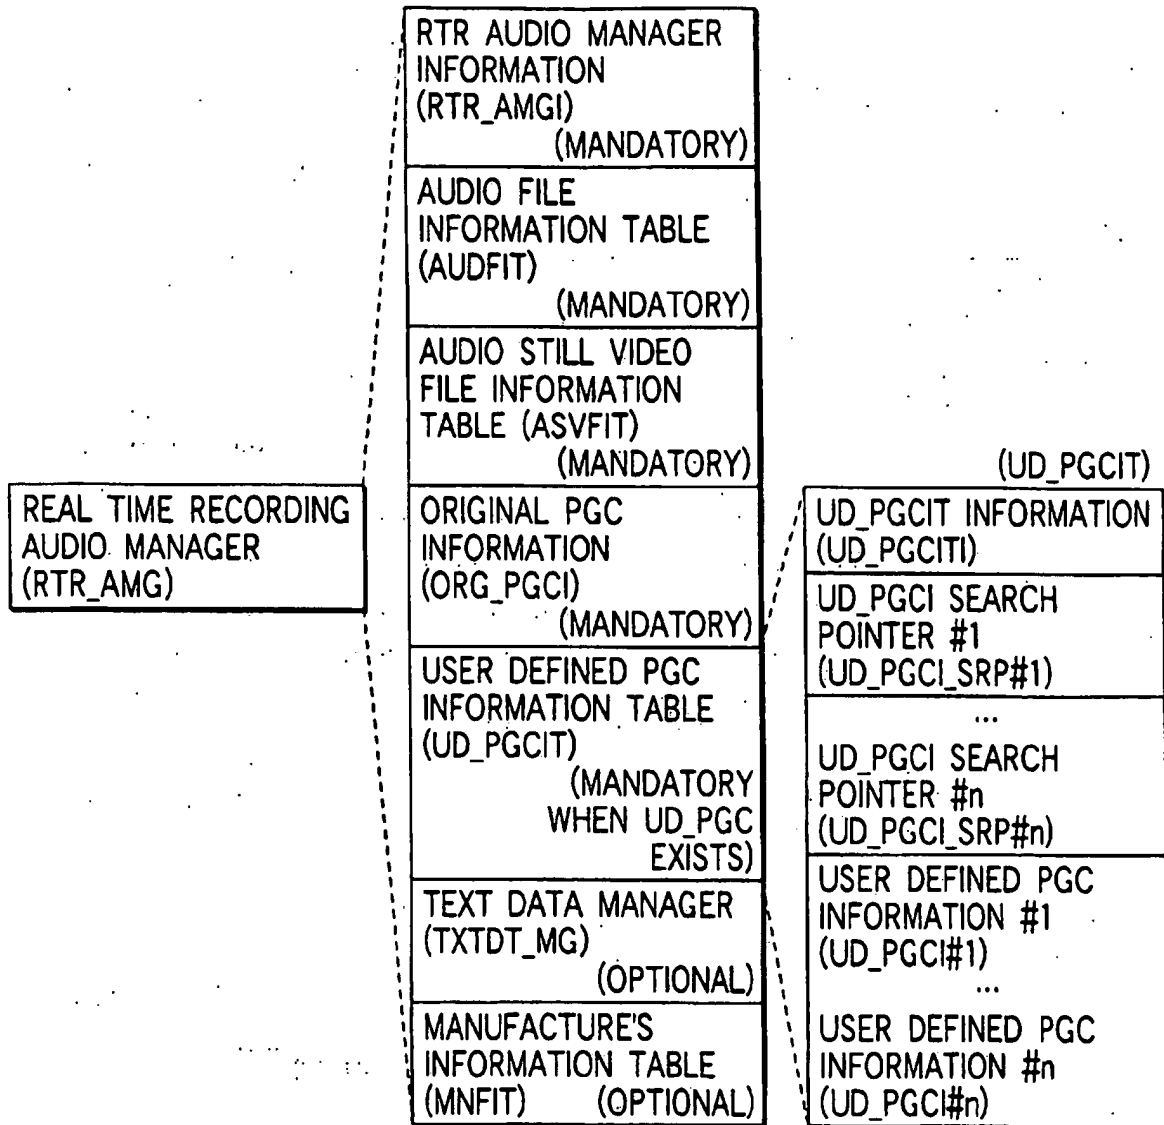 REAL TIME RECORDING
AUDIO MANAGER
(RTR_AMG)
RTR AUDIO MANAGER
INFORMATION
(RTR_AMGI)
(MANDATORY)
AUDIO FILE
INFORMATION TABLE
(AUDFIT)
(MANDATORY)
AUDIO STILL VIDEO
FILE INFORMATION
TABLE (ASVFIT)
(MANDATORY)
ORIGINAL PGC
INFORMATION
(ORG_PGCI)
(MANDATORY)
USER DEFINED PGC
INFORMATION TABLE
(UD_PGCIT)
(MANDATORY
WHEN UD_PGC
EXISTS)
TEXT DATA MANAGER
(TXTDT_MG)
(OPTIONAL)
MANUFACTURE'S
INFORMATION TABLE
(MNFIT) (OPTIONAL)
(UD_PGCIT)
UD_PGCIT INFORMATION
(UD_PGCITI)
UD_PGCI SEARCH
POINTER #1
(UD_PGCI_SRP#1)
...
UD_PGCI SEARCH
POINTER #n
(UD_PGCI_SRP#n)
USER DEFINED PGC
INFORMATION #1
(UD_PGCI#1)
...
USER DEFINED PGC
INFORMATION #n
(UD_PGCI#n)